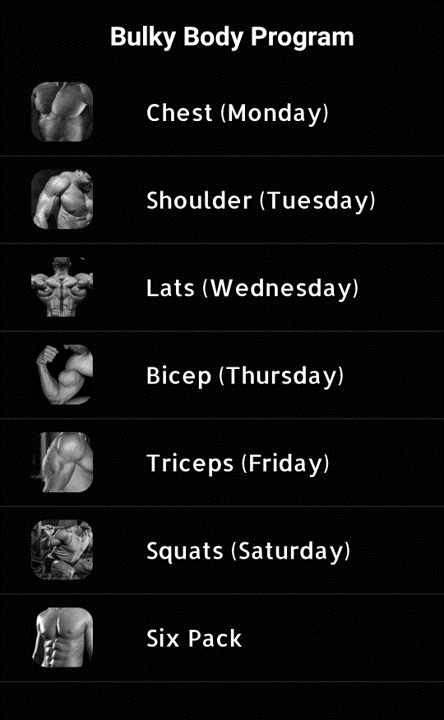 Bulky Body Program
Chest (Monday)
Shoulder (Tuesday)
Lats (Wednesday)
Bicep (Thursday)
Triceps (Friday)
Squats (Saturday)
Six Pack